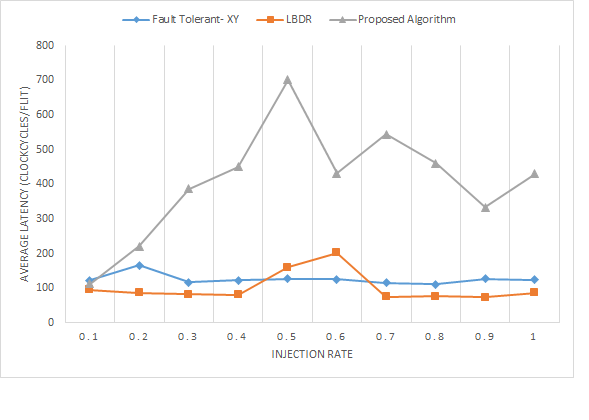 Fault Tolerant- XY LBDR Proposed Algorithm
800
700
600
500
400
300
200
100
0
AVERAGE LATENCY (CLOCKCYCLES/FLIT)
0.1 0.2 0.3 0.4 0.5 0.6 0.7 0.8 0.9 1
INJECTION RATE